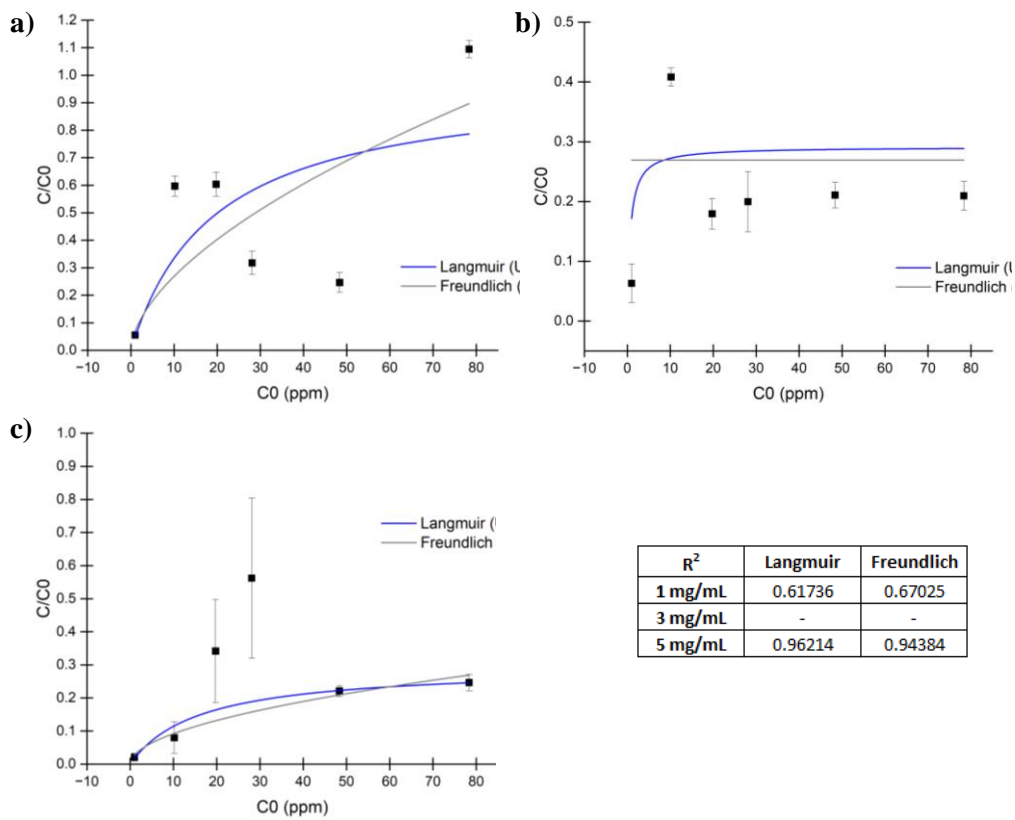 a)
1.2
1.1
1.0
0.9
0.8
0.7
0.6
0.5
0.4
0.3
0.2
0.1
0.0
C/C0
−10 0 10 20 30 40 50 60 70 80
C0 (ppm)
Langmuir (U
Freundlich (
b)
0.5
0.4
0.3
0.2
0.1
0.0
C/C0
−10 0 10 20 30 40 50 60 70 80
C0 (ppm)
Langmuir (U
Freundlich (
c)
1.0
0.9
0.8
0.7
0.6
0.5
0.4
0.3
0.2
0.1
0.0
C/C0
−10 0 10 20 30 40 50 60 70 80
C0 (ppm)
Langmuir (U
Freundlich
R² Langmuir Freundlich
1 mg/mL 0.61736 0.67025
3 mg/mL - -
5 mg/mL 0.96214 0.94384